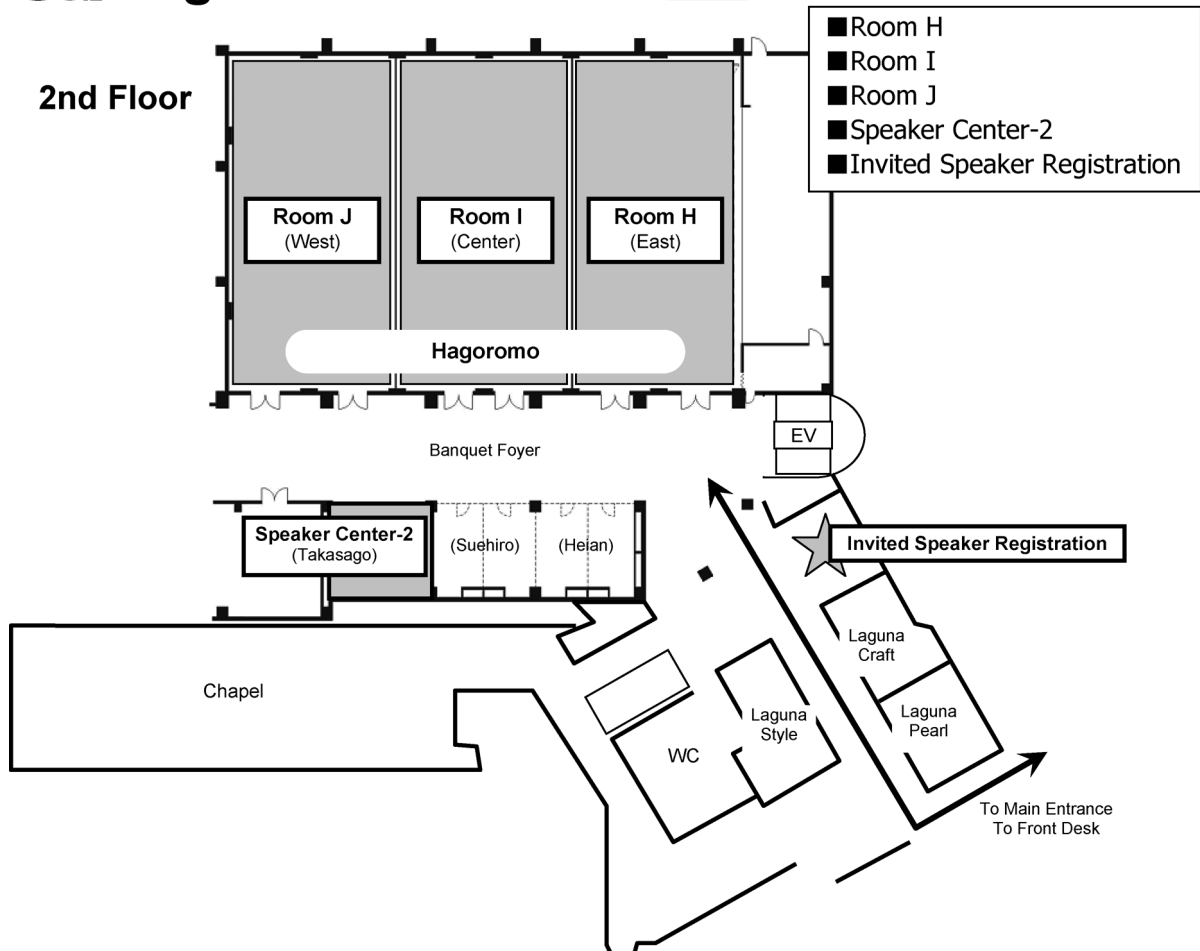 2nd Floor
■Room H
■Room I
■Room J
■Speaker Center-2
■Invited Speaker Registration
Room J
(West)
Room I
(Center)
Room H
(East)
Hagoromo
Banquet Foyer
EV
Speaker Center-2
(Takasago)
(Suehiro)
(Heian)
Invited Speaker Registration
Laguna
Craft
Laguna
Pearl
Laguna
Style
WC
Chapel
To Main Entrance
To Front Desk